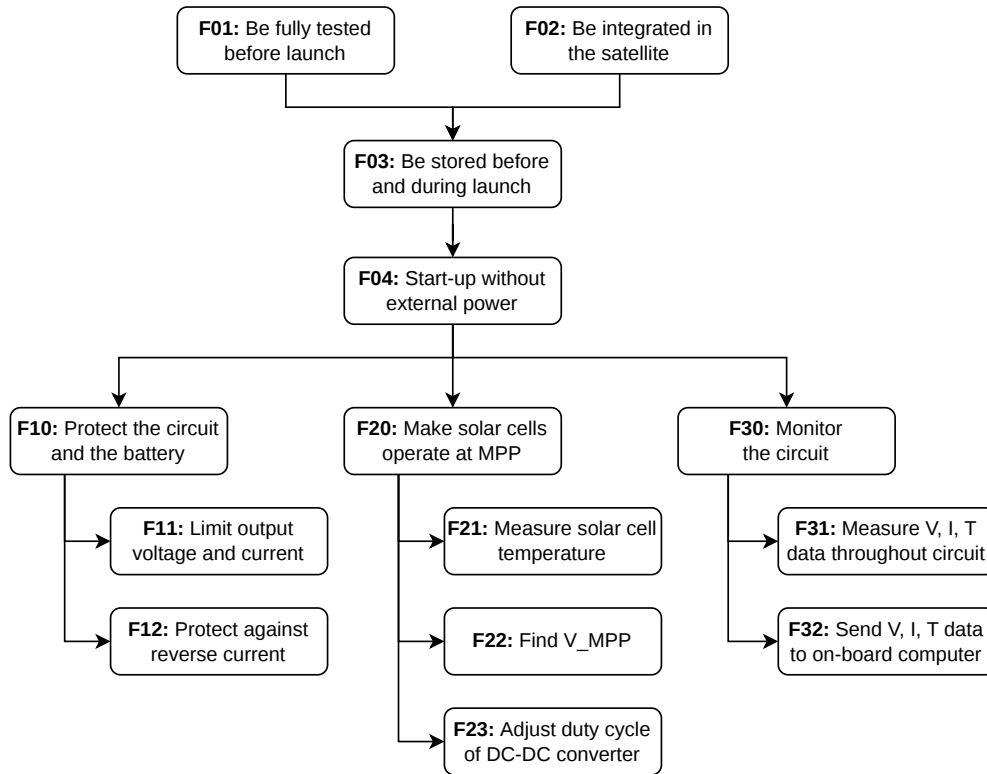 F01: Be fully tested
before launch
F02: Be integrated in
the satellite
F03: Be stored before
and during launch
F04: Start-up without
external power
F10: Protect the circuit
and the battery
F20: Make solar cells
operate at MPP
F30: Monitor
the circuit
F11: Limit output
voltage and current
F21: Measure solar cell
temperature
F31: Measure V, I, T
data throughout circuit
F12: Protect against
reverse current
F22: Find V_MPP
F32: Send V, I, T data
to on-board computer
F23: Adjust duty cycle
of DC-DC converter